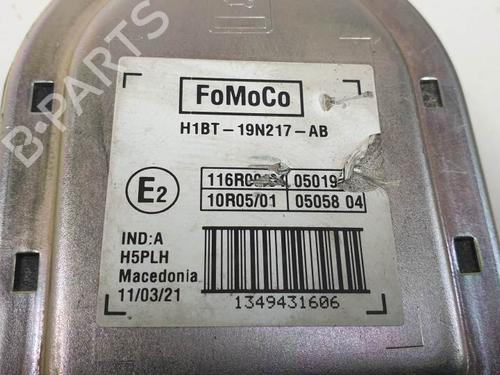 B-PARTS
FoMoCo
H1BT-19N217-AB
E2
05019
10R05/01 05058 04
IND:A
H5PLH
Macedonia
11/03/21
1349431606